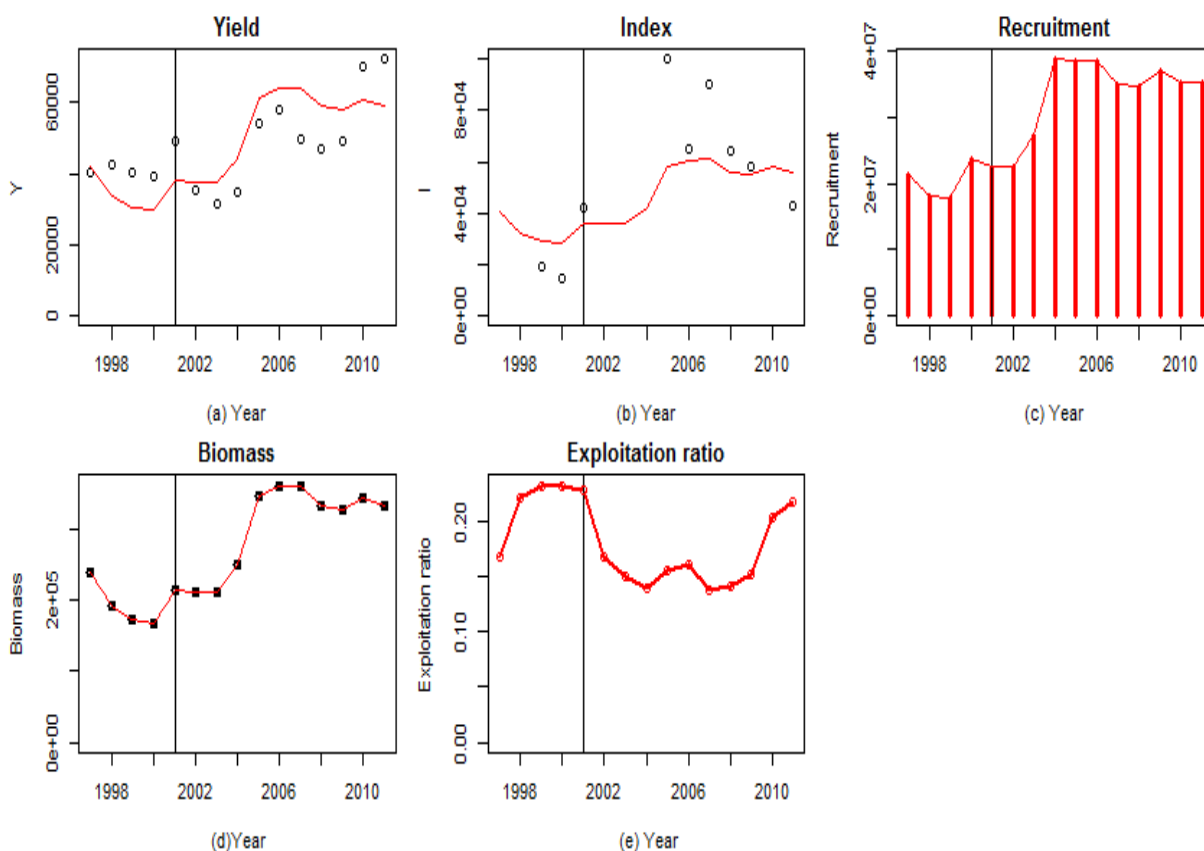 Yield
Y
0
20000
60000
1998
2002
2006
2010
(a) Year
Index
I
0e+00
4e+04
8e+04
1998
2002
2006
2010
(b) Year
Recruitment
Recruitment
0e+00
2e+07
4e+07
1998
2002
2006
2010
(c) Year
Biomass
Biomass
0e+00
2e+05
1998
2002
2006
2010
(d)Year
Exploitation ratio
Exploitation ratio
0.00
0.10
0.20
1998
2002
2006
2010
(e) Year